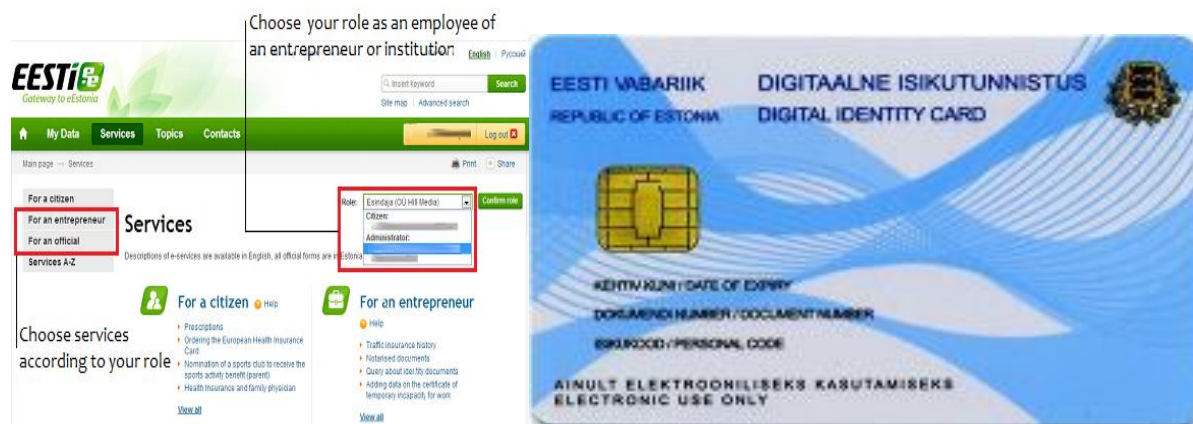 Choose your role as an employee of
an entrepreneur or institution
English Русский
EESTi.ee
Gateway to eEstonia
Insert keyword
Search
Site map Advanced search
My Data Services Topics Contacts
Log out
Main page → Services
Print Share
For a citizen
For an entrepreneur
For an official
Services A-Z
Services
Role: Esindaja (OÜ Hill Media) Confirm role
Citizen:
Administrator:
Descriptions of e-services are available in English, all official forms are in Estonia
For a citizen Help
Prescriptions
Ordering the European Health Insurance
Card
Nomination of a sports club to receive the
sports activity benefit (parent)
Health Insurance and family physician
View all
For an entrepreneur
Help
Traffic insurance history
Notarised documents
Query about identity documents
Adding data on the certificate of
temporary incapacity for work
View all
Choose services
according to your role
EESTI VABARIIK
REPUBLIC OF ESTONIA
DIGITAALNE ISIKUTUNNISTUS
DIGITAL IDENTITY CARD
KEHTIV KUNI / DATE OF EXPIRY
DOKUMENDI NUMBER / DOCUMENT NUMBER
ISIKUKOOD / PERSONAL CODE
AINULT ELEKTROONILISEKS KASUTAMISEKS
ELECTRONIC USE ONLY